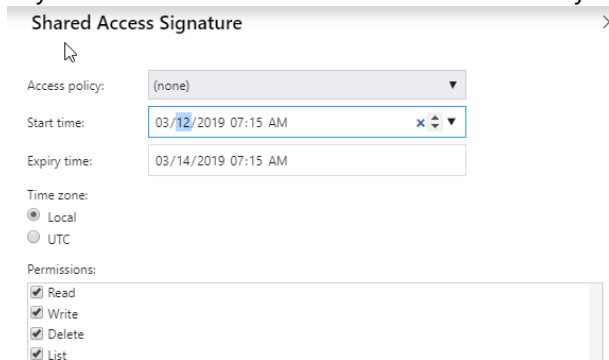 Shared Access Signature
Access policy: (none)
Start time: 03/12/2019 07:15 AM
Expiry time: 03/14/2019 07:15 AM
Time zone:
Local
UTC
Permissions:
Read
Write
Delete
List